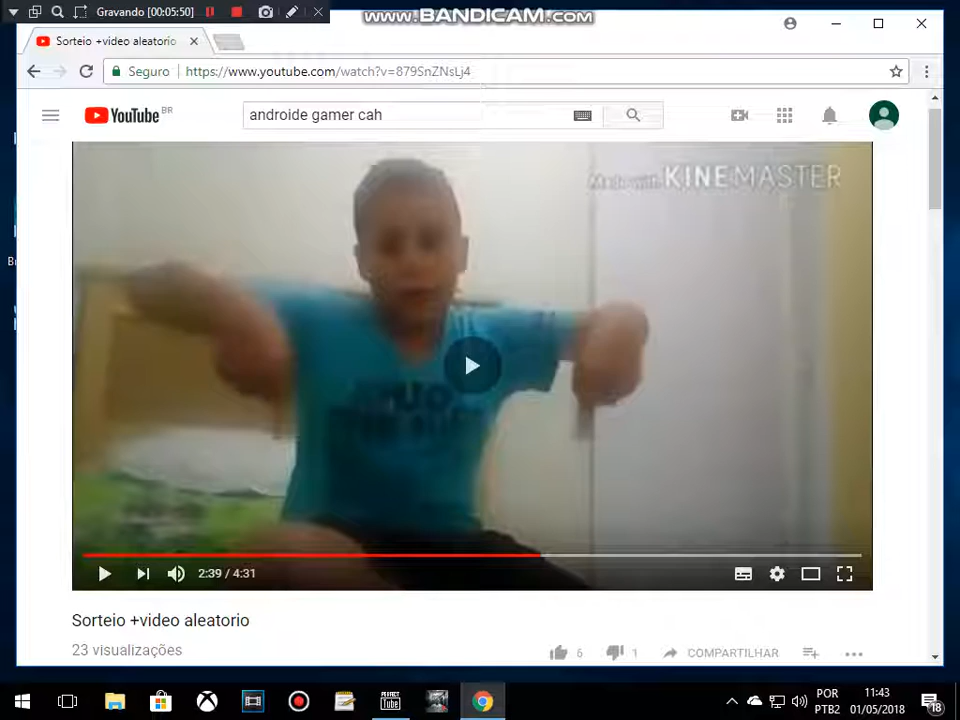 Gravando [00:05:50]
www.BANDICAM.com
Sorteio +video aleatorio
Seguro
https://www.youtube.com/watch?v=879SnZNsLj4
YouTube BR
androide gamer cah
Made with KINEMASTER
2:39 / 4:31
Sorteio +video aleatorio
23 visualizações
6
1
COMPARTILHAR
POR
PTB2
11:43
01/05/2018
18